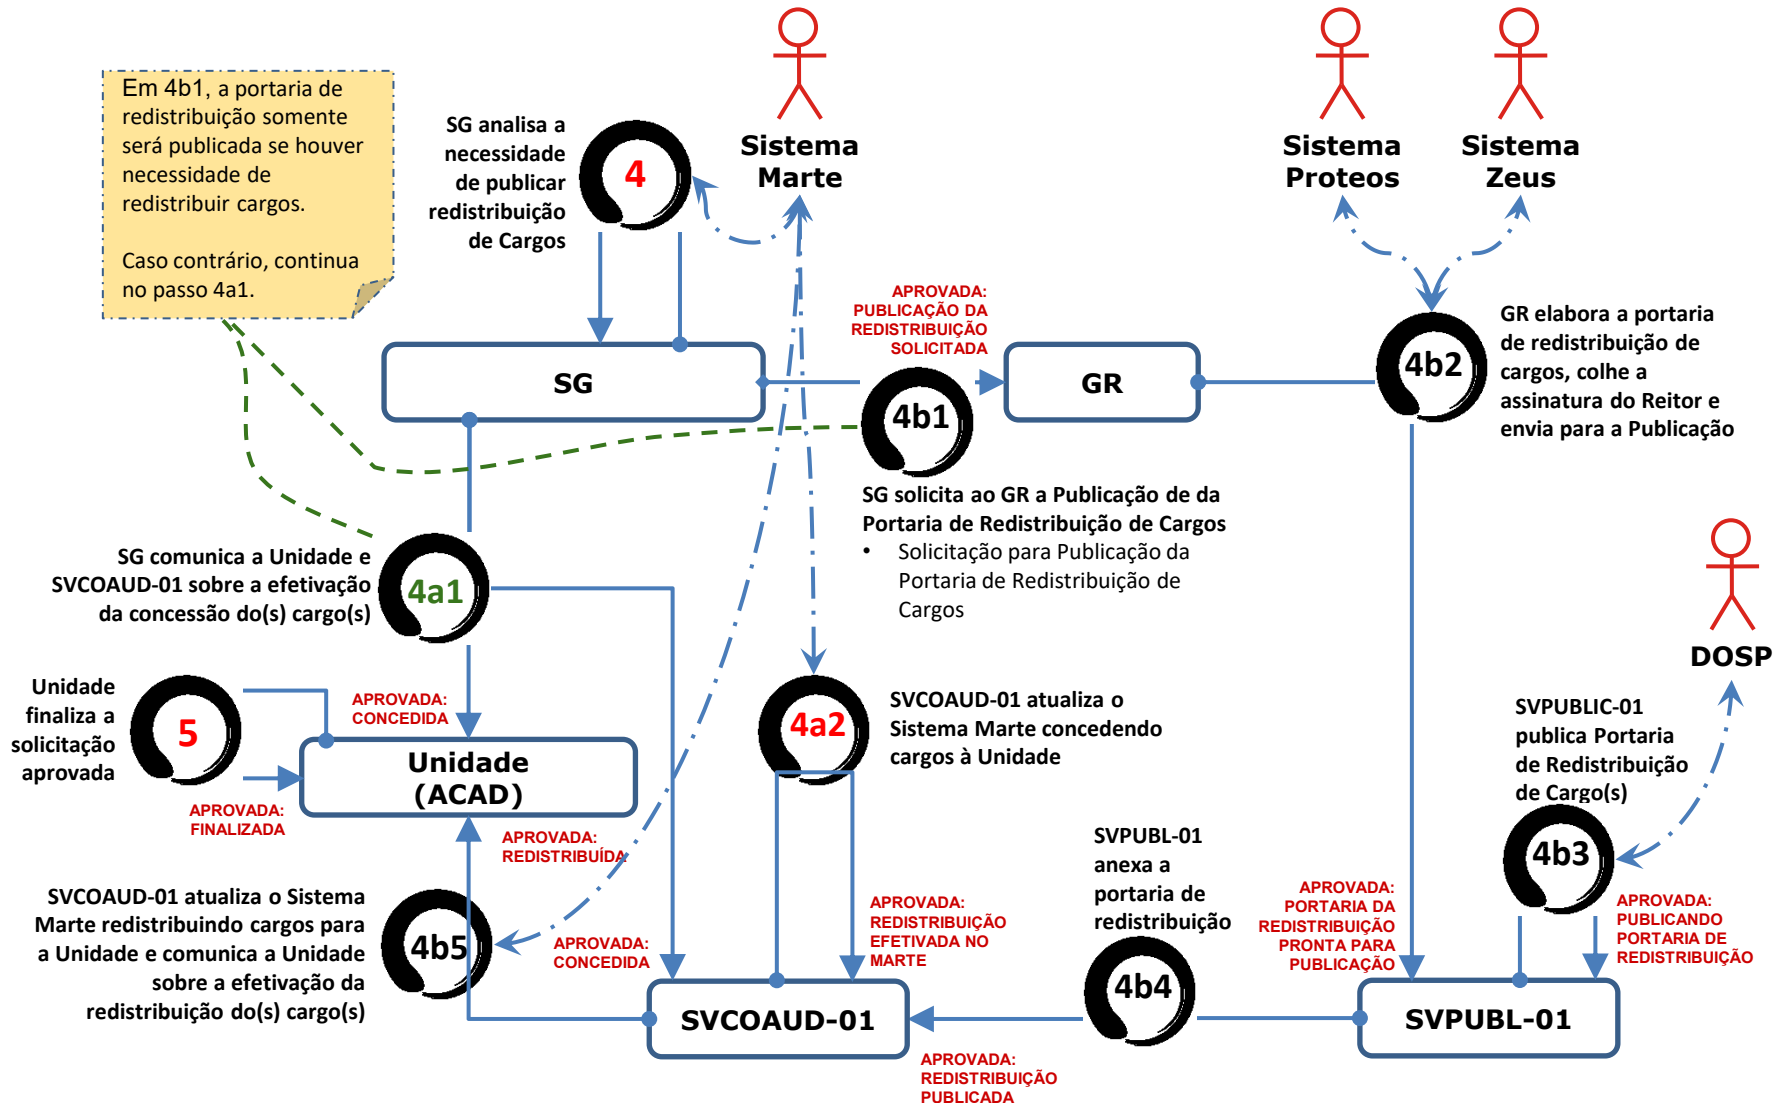 Em 4b1, a portaria de
redistribuição somente
será publicada se houver
necessidade de
redistribuir cargos.
Caso contrário, continua
no passo 4a1.
SG analisa a
necessidade
de publicar
redistribuição
de Cargos
4
Sistema
Marte
Sistema
Proteos
Sistema
Zeus
APROVADA:
PUBLICAÇÃO DA
REDISTRIBUIÇÃO
SOLICITADA
SG
GR
4b1
4b2
GR elabora a portaria
de redistribuição de
cargos, colhe a
assinatura do Reitor e
envia para a Publicação
SG solicita ao GR a Publicação de da
Portaria de Redistribuição de Cargos
• Solicitação para Publicação da
Portaria de Redistribuição de
Cargos
SG comunica a Unidade e
SVCOAUD-01 sobre a efetivação
da concessão do(s) cargo(s)
4a1
DOSP
Unidade
finaliza a
solicitação
aprovada
5
APROVADA:
CONCEDIDA
4a2
SVCOAUD-01 atualiza o
Sistema Marte concedendo
cargos à Unidade
SVPUBLIC-01
publica Portaria
de Redistribuição
de Cargo(s)
Unidade
(ACAD)
APROVADA:
FINALIZADA
APROVADA:
REDISTRIBUÍDA
SVPUBL-01
anexa a
portaria de
redistribuição
4b3
SVCOAUD-01 atualiza o Sistema
Marte redistribuindo cargos para
a Unidade e comunica a Unidade
sobre a efetivação da
redistribuição do(s) cargo(s)
4b5
APROVADA:
CONCEDIDA
APROVADA:
REDISTRIBUIÇÃO
EFETIVADA NO
MARTE
APROVADA:
PORTARIA DA
REDISTRIBUIÇÃO
PRONTA PARA
PUBLICAÇÃO
APROVADA:
PUBLICANDO
PORTARIA DE
REDISTRIBUIÇÃO
4b4
SVCOAUD-01
SVPUBL-01
APROVADA:
REDISTRIBUIÇÃO
PUBLICADA